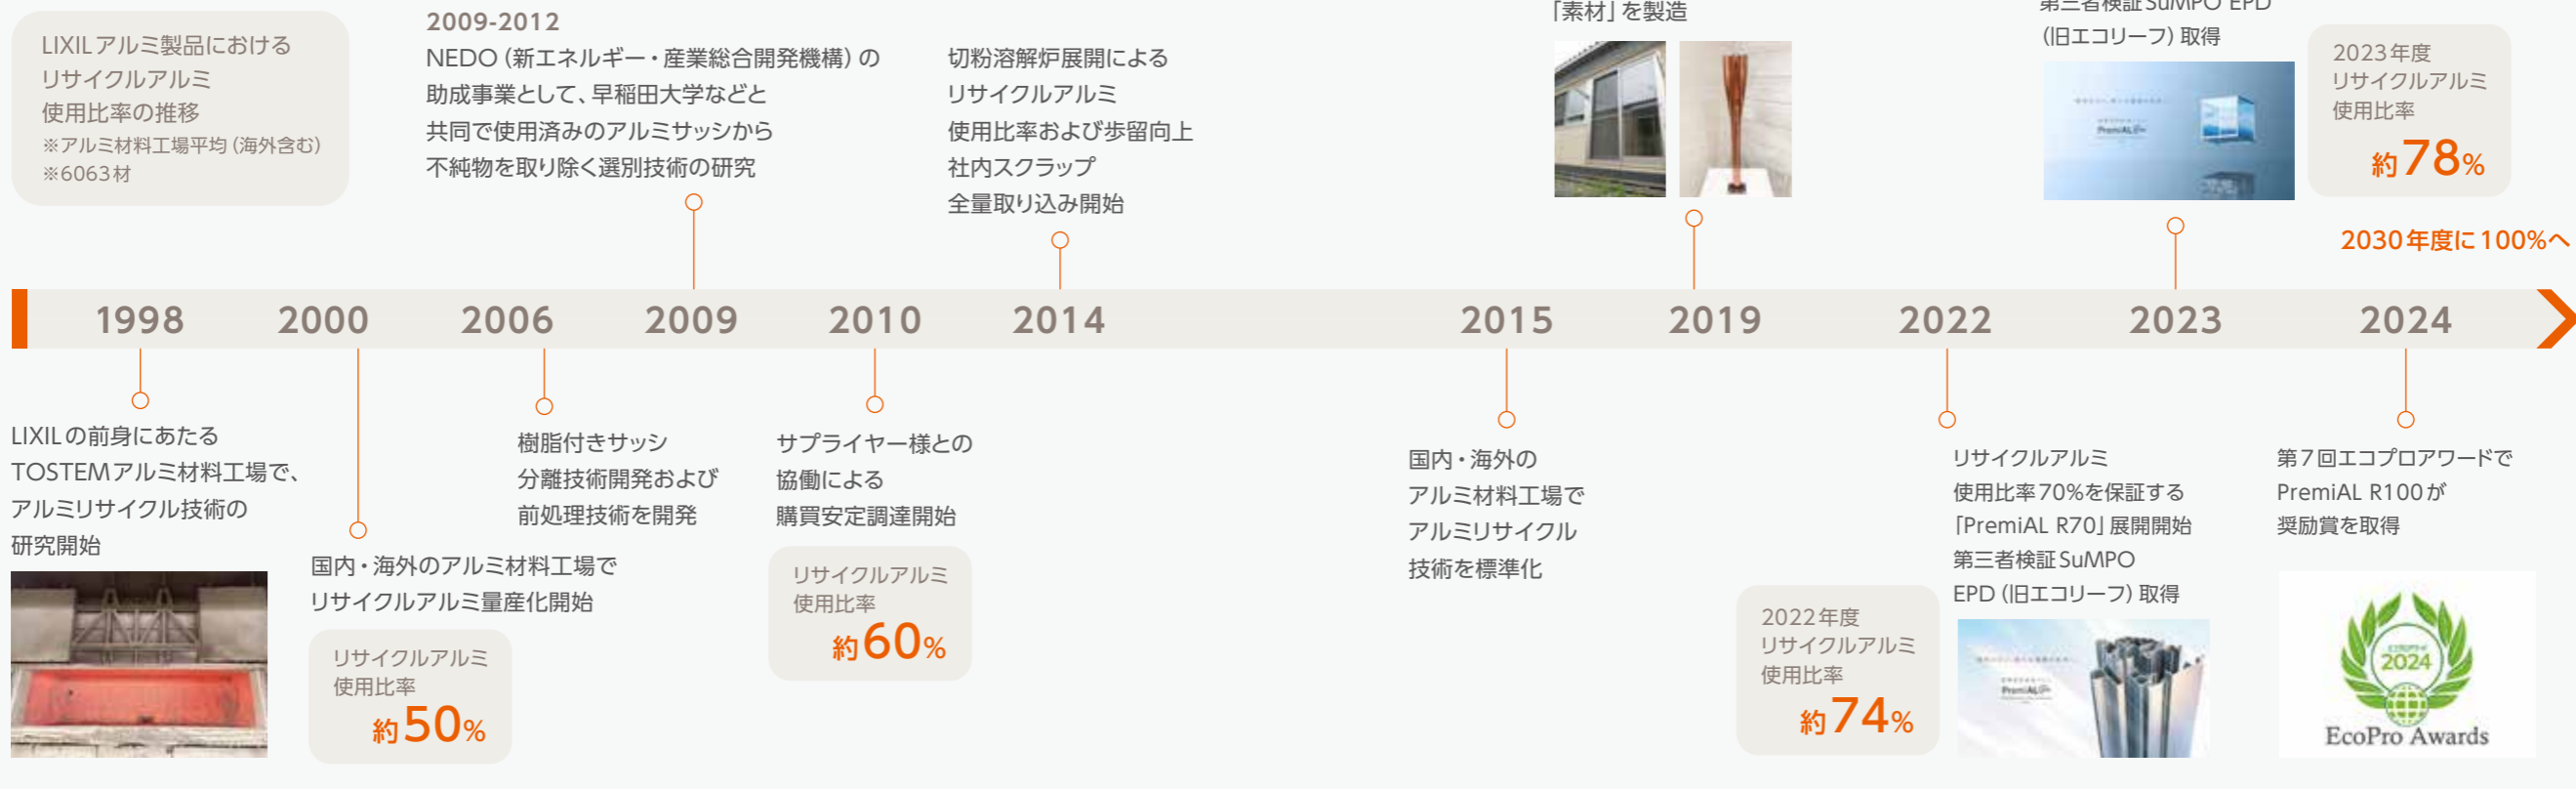 LIXILアルミ製品における
リサイクルアルミ
使用比率の推移
※アルミ材料工場平均（海外含む）
※6063材
2009-2012
NEDO（新エネルギー・産業総合開発機構）の
助成事業として、早稲田大学などと
共同で使用済みのアルミサッシから
不純物を取り除く選別技術の研究
切粉溶解炉展開による
リサイクルアルミ
使用比率および歩留向上
社内スクラップ
全量取り込み開始
「素材」を製造
第三者検証SuMPO EPD
（旧エコリーフ）取得
PremiAL
2023年度
リサイクルアルミ
使用比率
約78%
2030年度に100%へ
1998
2000
2006
2009
2010
2014
2015
2019
2022
2023
2024
LIXILの前身にあたる
TOSTEMアルミ材料工場で、
アルミリサイクル技術の
研究開始
国内・海外のアルミ材料工場で
リサイクルアルミ量産化開始
リサイクルアルミ
使用比率
約50%
樹脂付きサッシ
分離技術開発および
前処理技術を開発
サプライヤー様との
協働による
購買安定調達開始
リサイクルアルミ
使用比率
約60%
国内・海外の
アルミ材料工場で
アルミリサイクル
技術を標準化
2022年度
リサイクルアルミ
使用比率
約74%
リサイクルアルミ
使用比率70%を保証する
「PremiAL R70」展開開始
第三者検証SuMPO
EPD（旧エコリーフ）取得
PremiAL
第7回エコプロアワードで
PremiAL R100が
奨励賞を取得
2024
EcoPro Awards